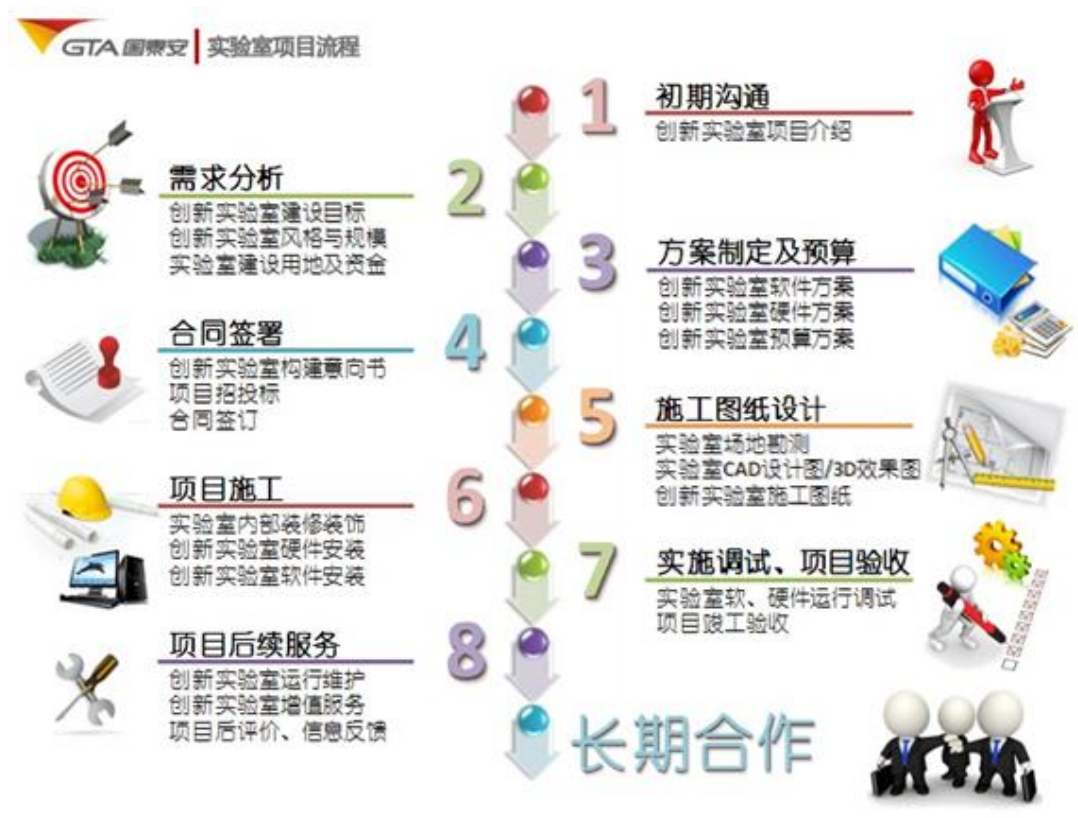 GTA国泰安 实验室项目流程
1
初期沟通
创新实验室项目介绍
2
需求分析
创新实验室建设目标
创新实验室风格与规模
实验室建设用地及资金
3
方案制定及预算
创新实验室软件方案
创新实验室硬件方案
创新实验室预算方案
4
合同签署
创新实验室构建意向书
项目招投标
合同签订
5
施工图纸设计
实验室场地勘测
实验室CAD设计图/3D效果图
创新实验室施工图纸
6
项目施工
实验室内部装修装饰
创新实验室硬件安装
创新实验室软件安装
7
实施调试、项目验收
实验室软、硬件运行调试
项目竣工验收
8
项目后续服务
创新实验室运行维护
创新实验室增值服务
项目后评价、信息反馈
长期合作